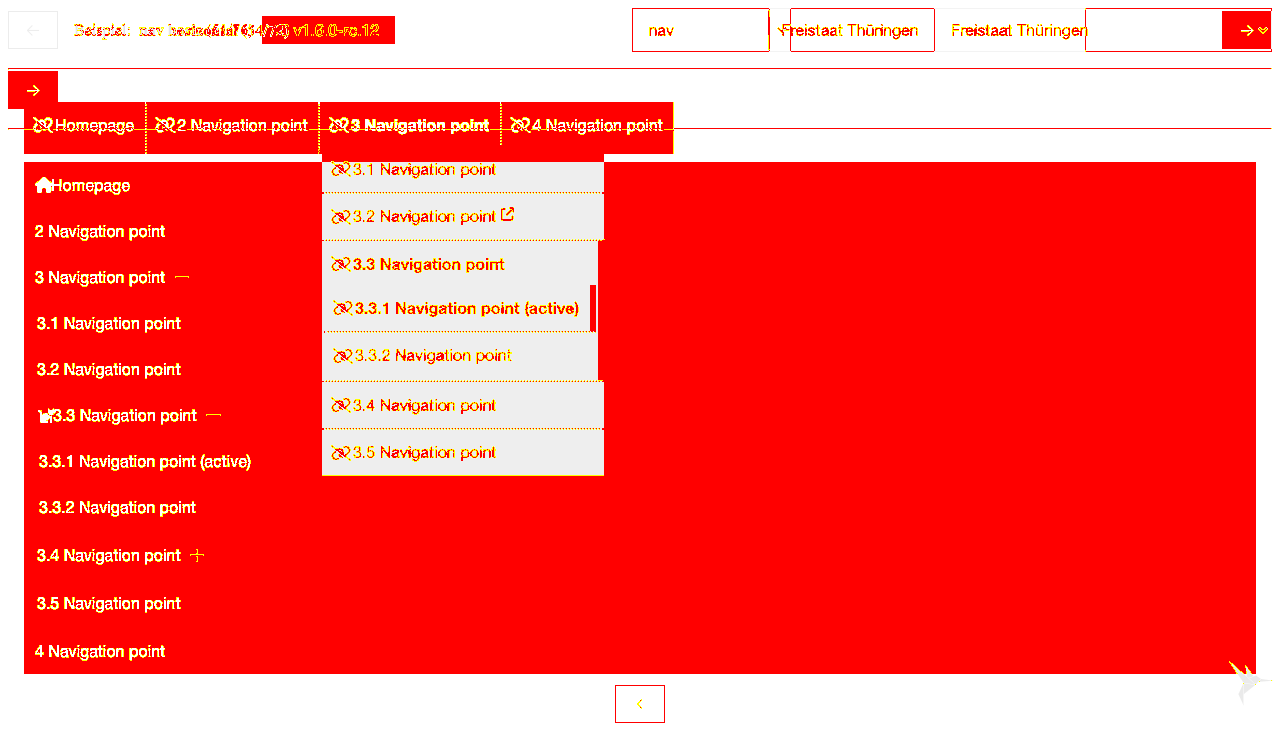 nav
Freistaat Thüringen
Freistaat Thüringen
v1.6.0-rc.12
Homepage
2 Navigation point
3 Navigation point
4 Navigation point
3.1 Navigation point
3.2 Navigation point
3.3 Navigation point
3.3.1 Navigation point (active)
3.3.2 Navigation point
3.4 Navigation point
3.5 Navigation point
Homepage
2 Navigation point
3 Navigation point
3.1 Navigation point
3.2 Navigation point
3.3 Navigation point
3.3.1 Navigation point (active)
3.3.2 Navigation point
3.4 Navigation point
3.5 Navigation point
4 Navigation point